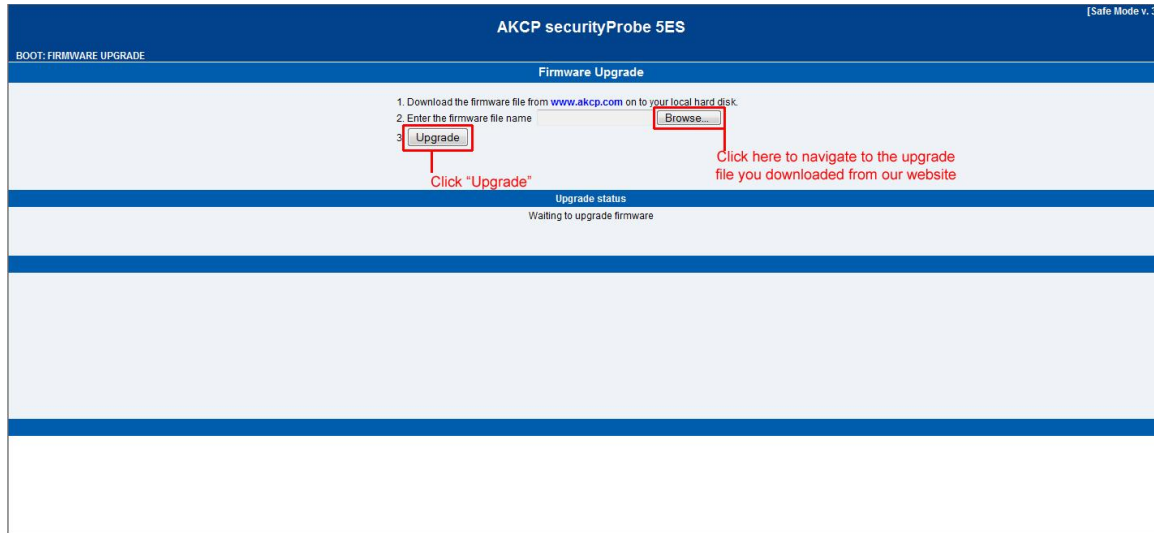 [Safe Mode v. 3
AKCP securityProbe 5ES
BOOT: FIRMWARE UPGRADE
Firmware Upgrade
1. Download the firmware file from www.akcp.com on to your local hard disk.
2. Enter the firmware file name Browse...
3. Upgrade
Click here to navigate to the upgrade
file you downloaded from our website
Click “Upgrade”
Upgrade status
Waiting to upgrade firmware